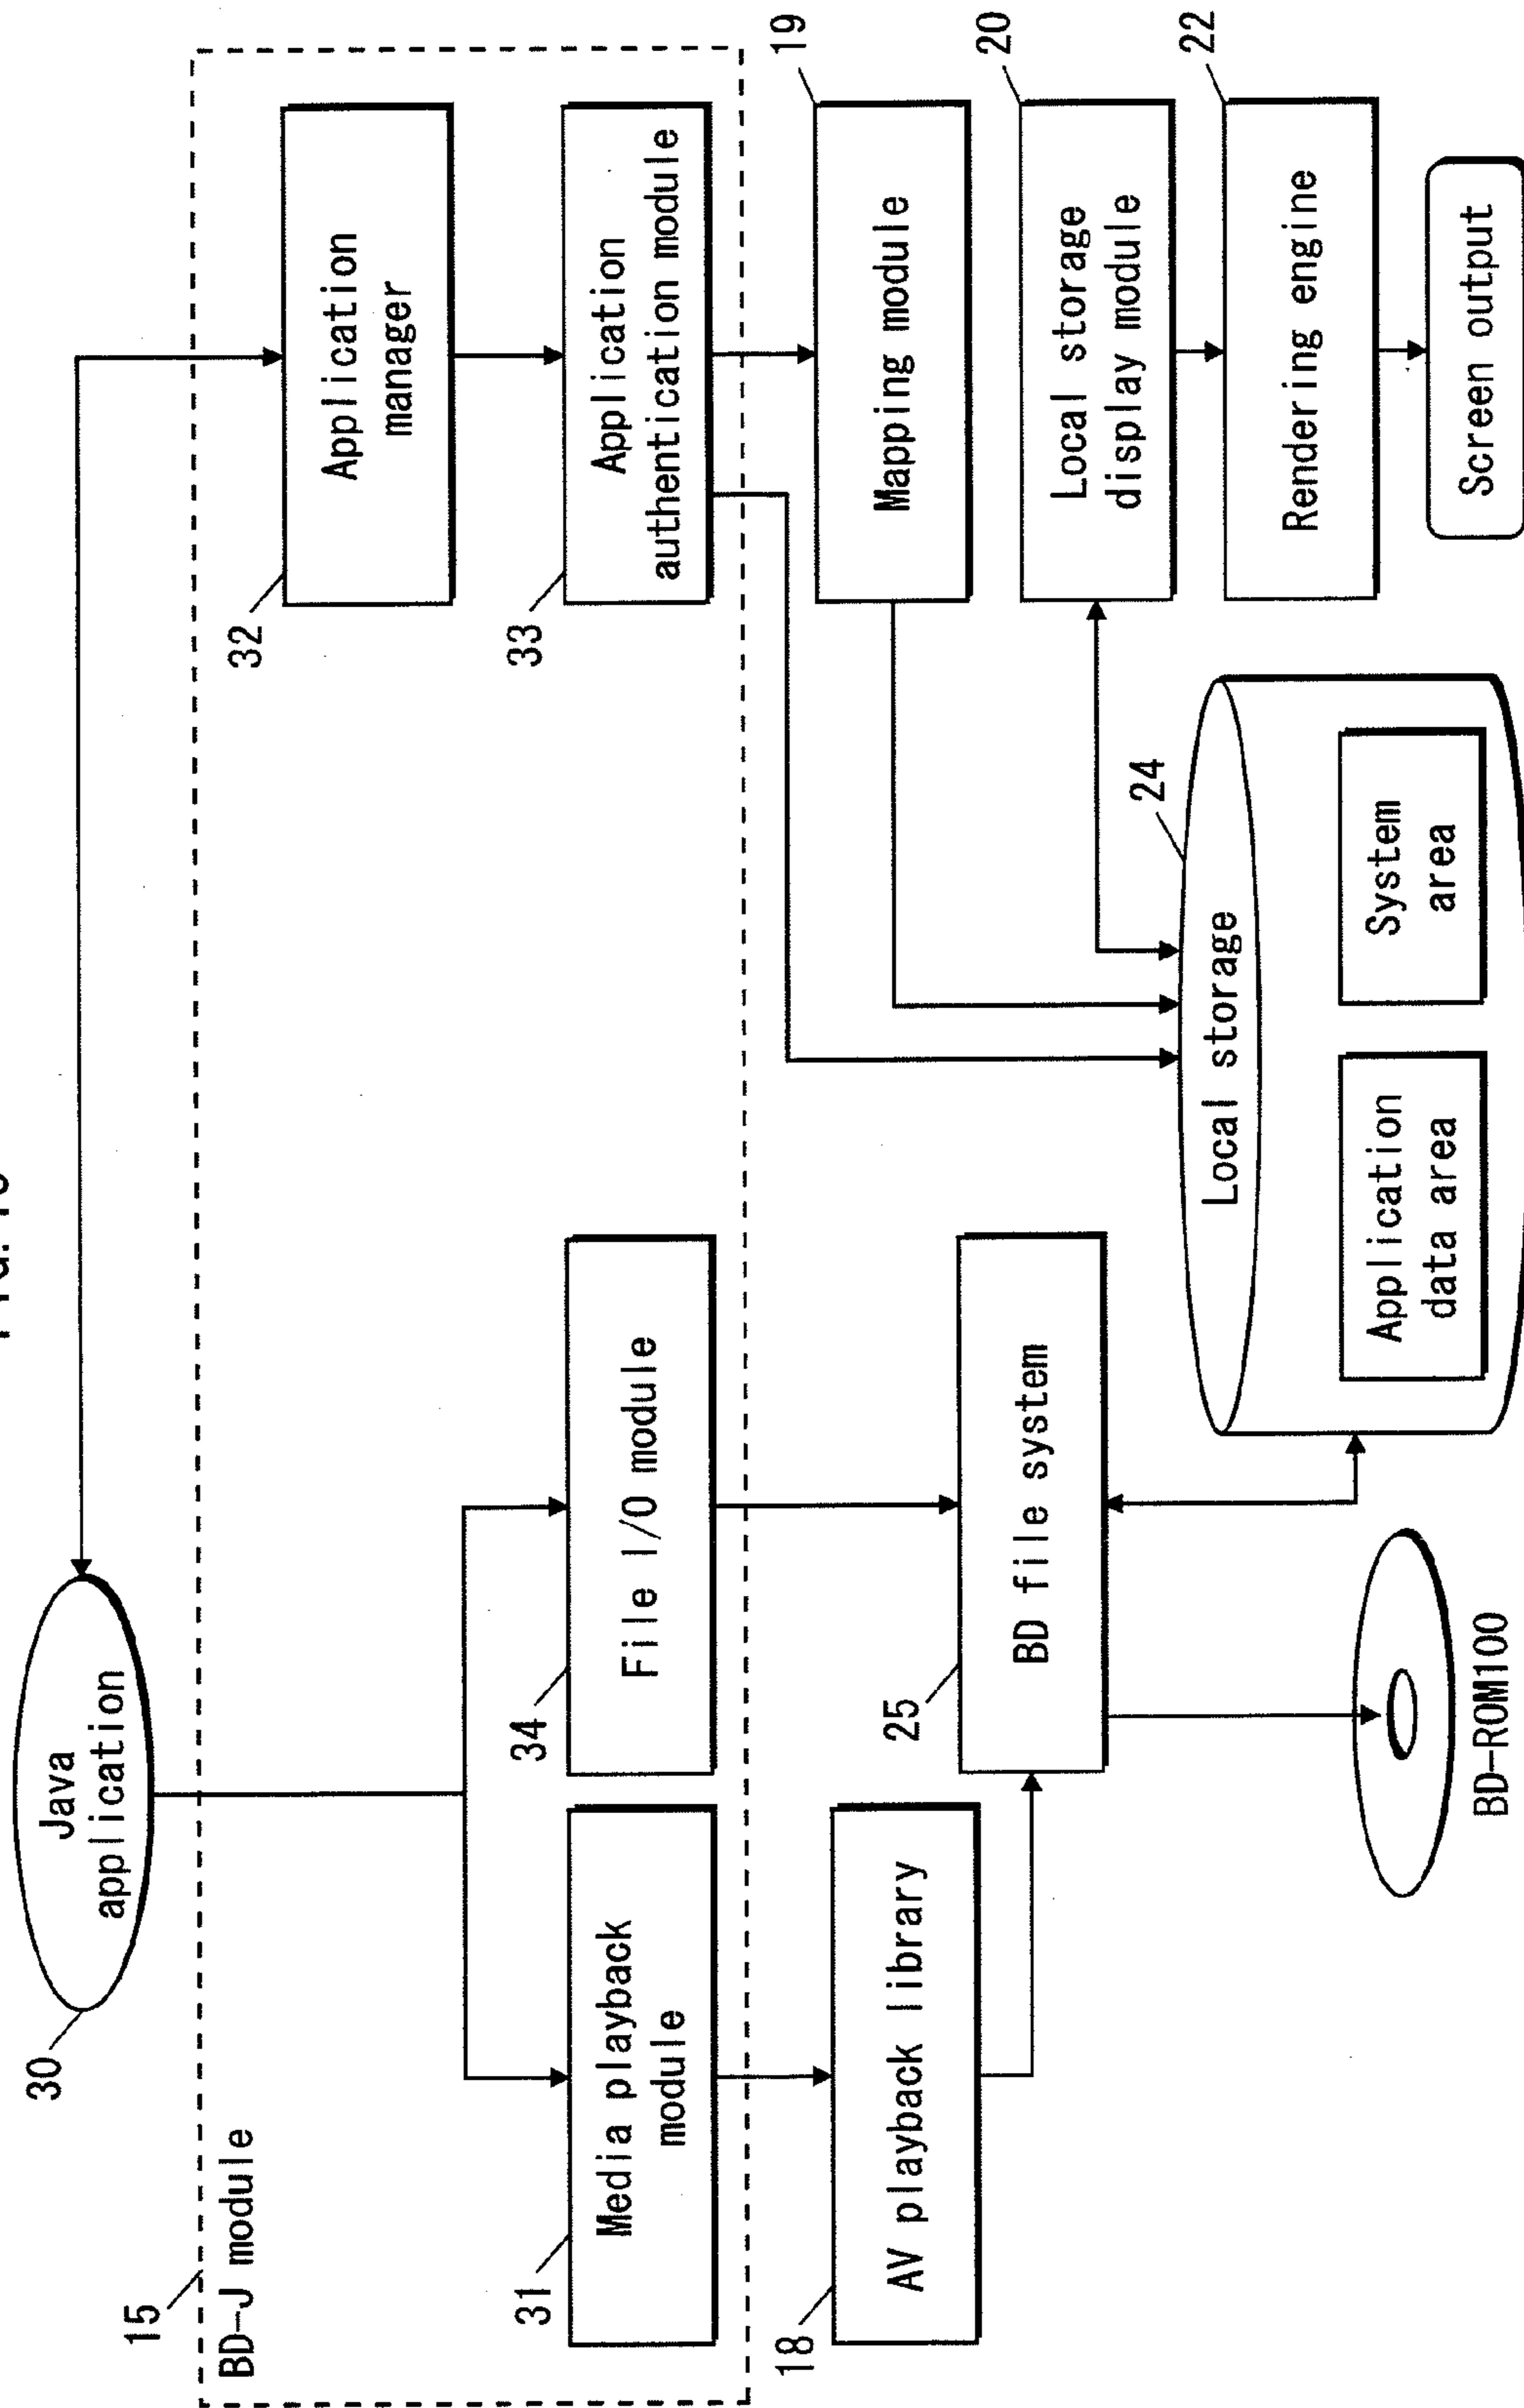 FIG.
30
Java
application
15
BD-J module
32
Application
manager
31
Media playback
module
34
File I/O module
33
Application
authentication module
18
AV playback library
19
Mapping module
25
BD file system
20
Local storage
display module
24
Local storage
22
Rendering engine
Application
data area
System
area
BD-ROM100
Screen output